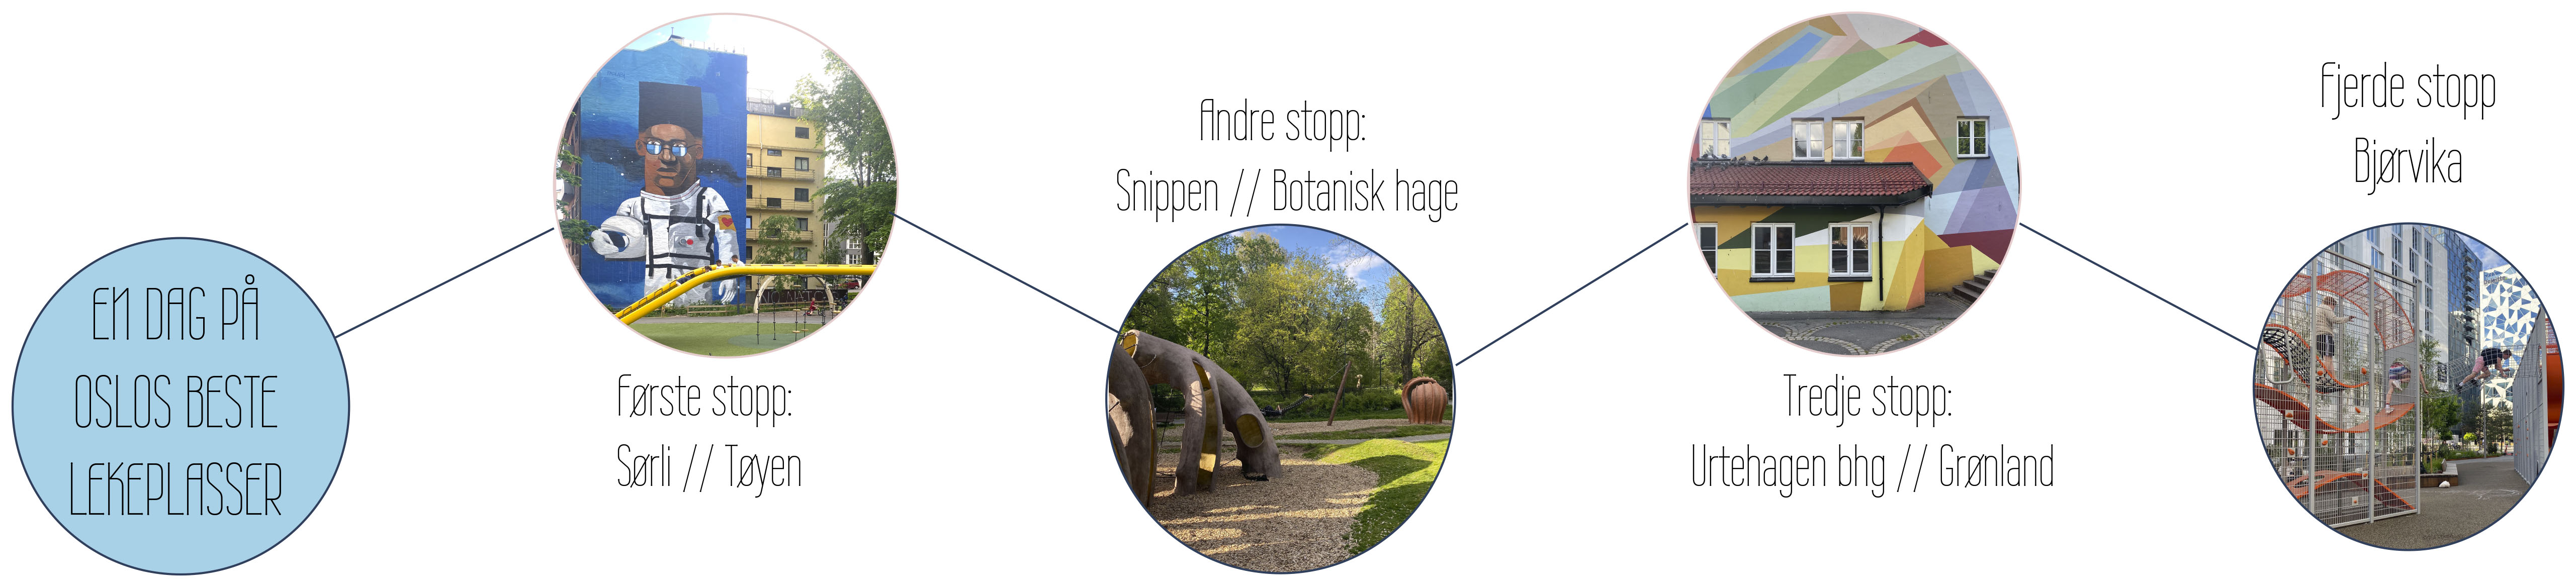 EN DAG PÅ
OSLOS BESTE
LEKEPLASSER
Første stopp:
Sørli // Tøyen
Andre stopp:
Snippen // Botanisk hage
Tredje stopp:
Urtehagen bhg // Grønland
Fjerde stopp
Bjørvika